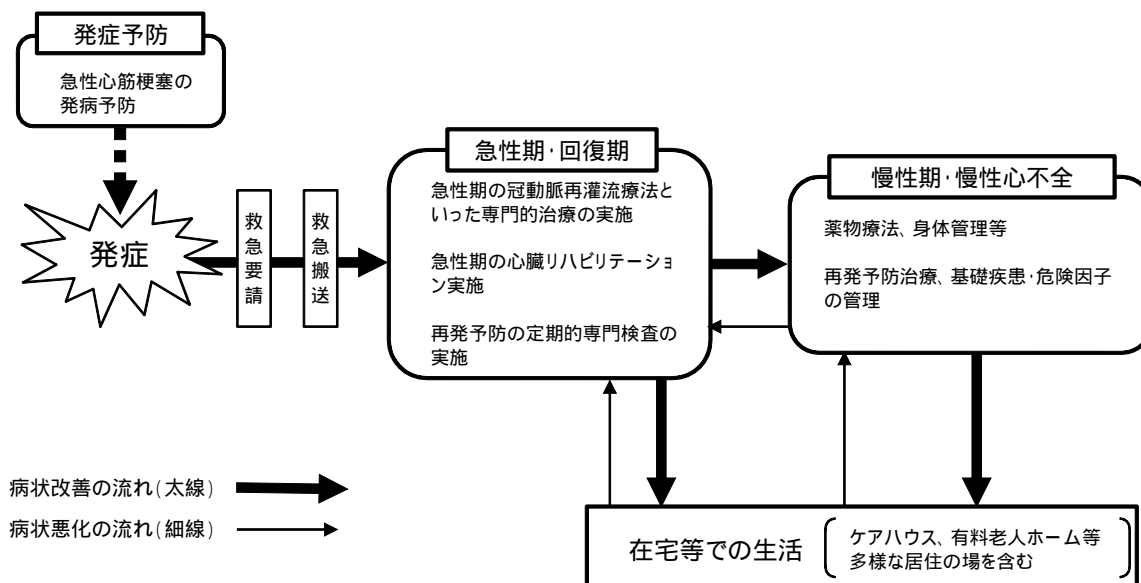 発症予防
急性心筋梗塞の
発病予防
発症
救急要請
救急搬送
急性期・回復期
急性期の冠動脈再灌流療法と
いった専門的治療の実施
急性期の心臓リハビリテーショ
ン実施
再発予防の定期的専門検査の
実施
慢性期・慢性心不全
薬物療法、身体管理等
再発予防治療、基礎疾患・危険因子
の管理
病状改善の流れ（太線）
病状悪化の流れ（細線）
在宅等での生活
ケアハウス、有料老人ホーム等
多様な居住の場を含む